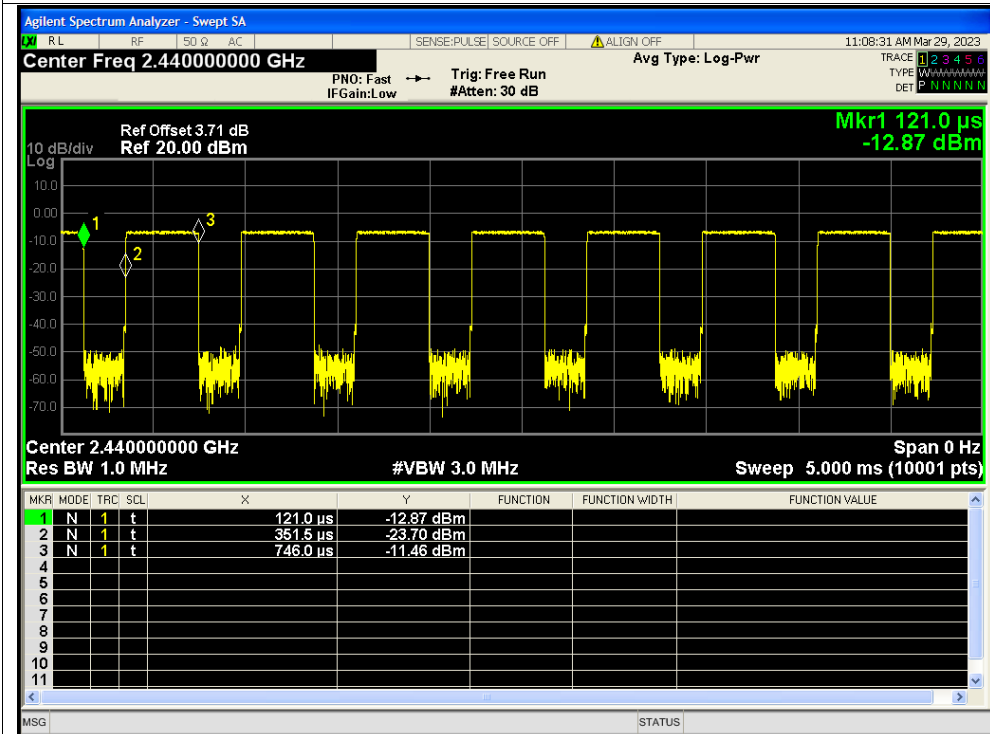 Agilent Spectrum Analyzer - Swept SA
LXI RL RF 50 Ω AC SENSE:PULSE SOURCE OFF ALIGN OFF 11:08:31 AM Mar 29, 2023
Center Freq 2.440000000 GHz Avg Type: Log-Pwr TRACE 1 2 3 4 5 6
PNO: Fast Trig: Free Run TYPE WWWWWW
IFGain:Low #Atten: 30 dB DET P N N N N N
Mkr1 121.0 µs
-12.87 dBm
Ref Offset 3.71 dB
10 dB/div Ref 20.00 dBm
Log
10.0
0.00
-10.0
-20.0
-30.0
-40.0
-50.0
-60.0
-70.0
1
2
3
Center 2.440000000 GHz Span 0 Hz
Res BW 1.0 MHz #VBW 3.0 MHz Sweep 5.000 ms (10001 pts)
MKR MODE TRC SCL X Y FUNCTION FUNCTION WIDTH FUNCTION VALUE
1 N 1 t 121.0 µs -12.87 dBm
2 N 1 t 351.5 µs -23.70 dBm
3 N 1 t 746.0 µs -11.46 dBm
4
5
6
7
8
9
10
11
MSG STATUS